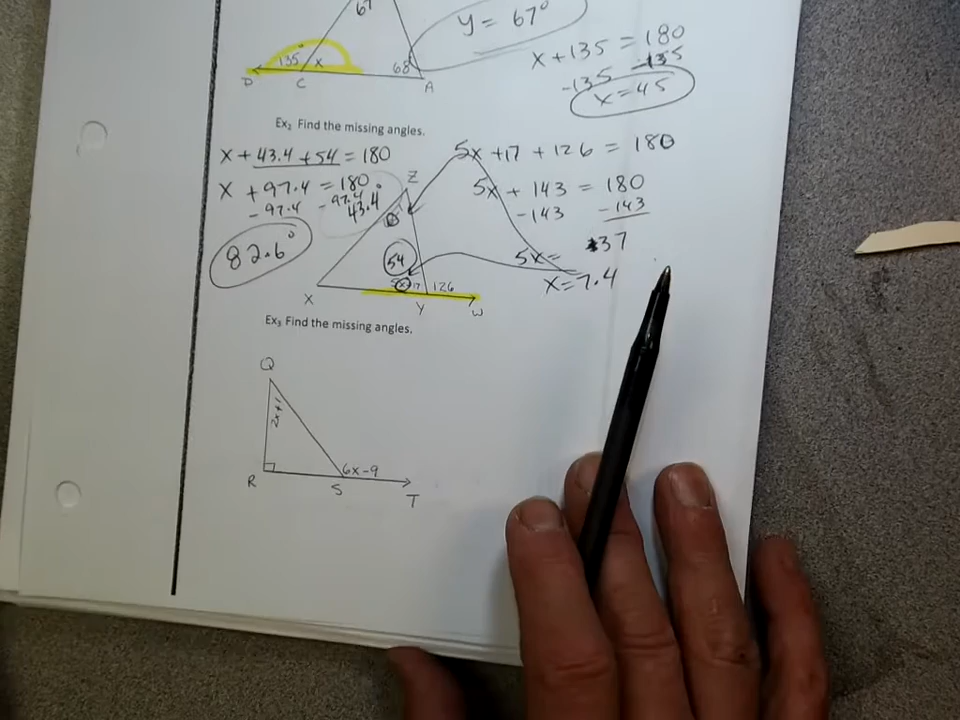 67
y = 67°
135° x 68
D C A
x + 135 = 180
-135 -135
x = 45
Ex₂ Find the missing angles.
x + 43.4 + 54 = 180
x + 97.4 = 180
-97.4 -97.4
82.6°
5x + 17 + 126 = 180
5x + 143 = 180
-143 -143
5x = 37
x = 7.4
Z
43.4°
54
17 126
X Y W
Ex₃ Find the missing angles.
Q
2x+1
6x-9
R S T